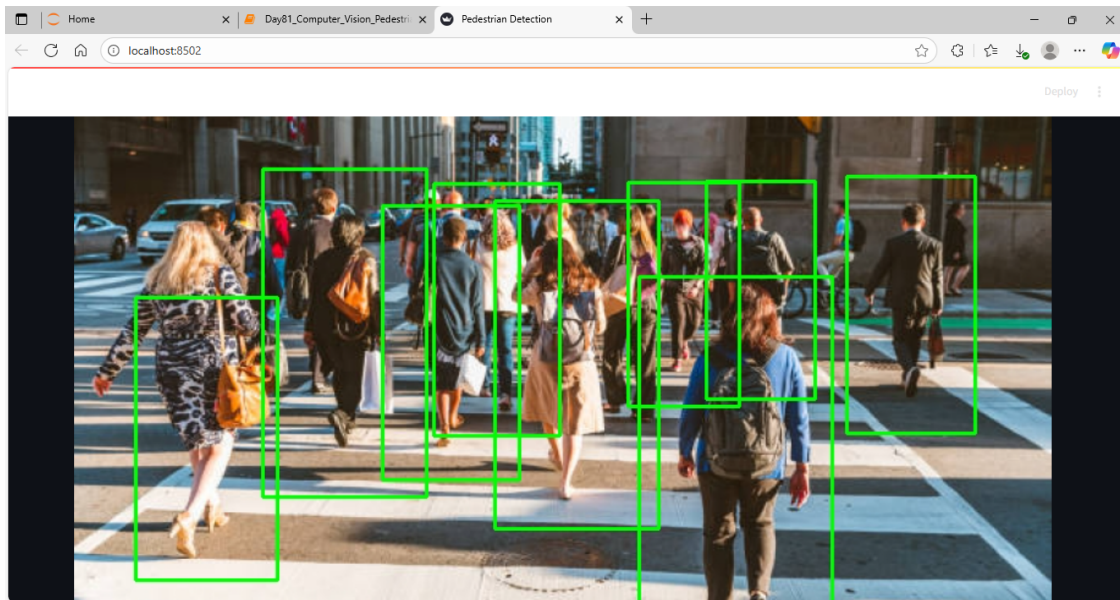 Home
Day81_Computer_Vision_Pedestri
Pedestrian Detection
localhost:8502
Deploy